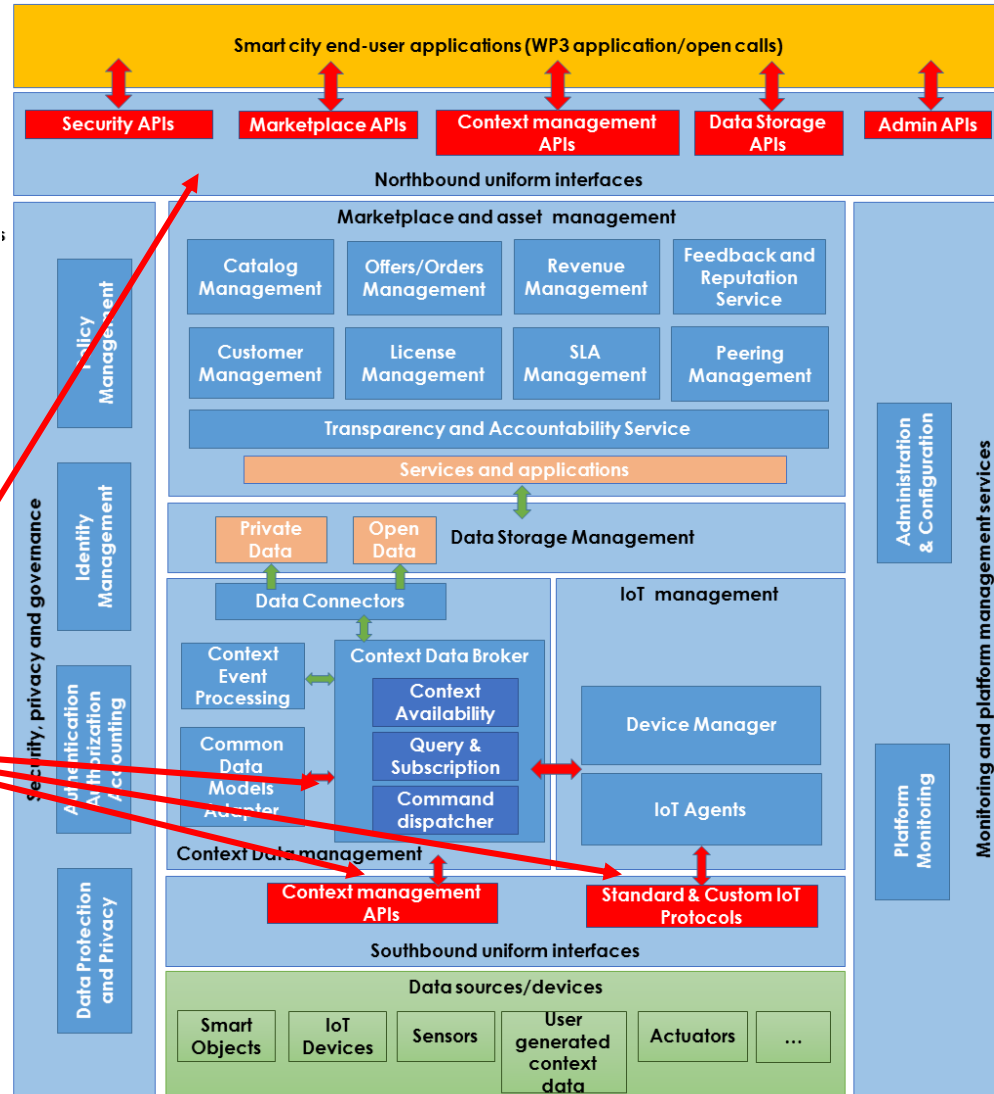 Smart city end-user applications (WP3 application/open calls)
Security APIs
Marketplace APIs
Context management
APIs
Data Storage
APIs
Admin APIs
Northbound uniform interfaces
s
Security, privacy and governance
Policy
Management
Identity
Management
Authentication
Authorization
Accounting
Data Protection
and Privacy
Marketplace and asset management
Catalog
Management
Offers/Orders
Management
Revenue
Management
Feedback and
Reputation
Service
Customer
Management
License
Management
SLA
Management
Peering
Management
Transparency and Accountability Service
Services and applications
Private
Data
Open
Data
Data Storage Management
Data Connectors
Context
Event
Processing
Common
Data
Models
Adapter
Context Data Broker
Context
Availability
Query &
Subscription
Command
dispatcher
Context Data management
IoT management
Device Manager
IoT Agents
Administration
& Configuration
Platform
Monitoring
Monitoring and platform management services
Context management
APIs
Standard & Custom IoT
Protocols
Southbound uniform interfaces
Data sources/devices
Smart
Objects
IoT
Devices
Sensors
User
generated
context
data
Actuators
...